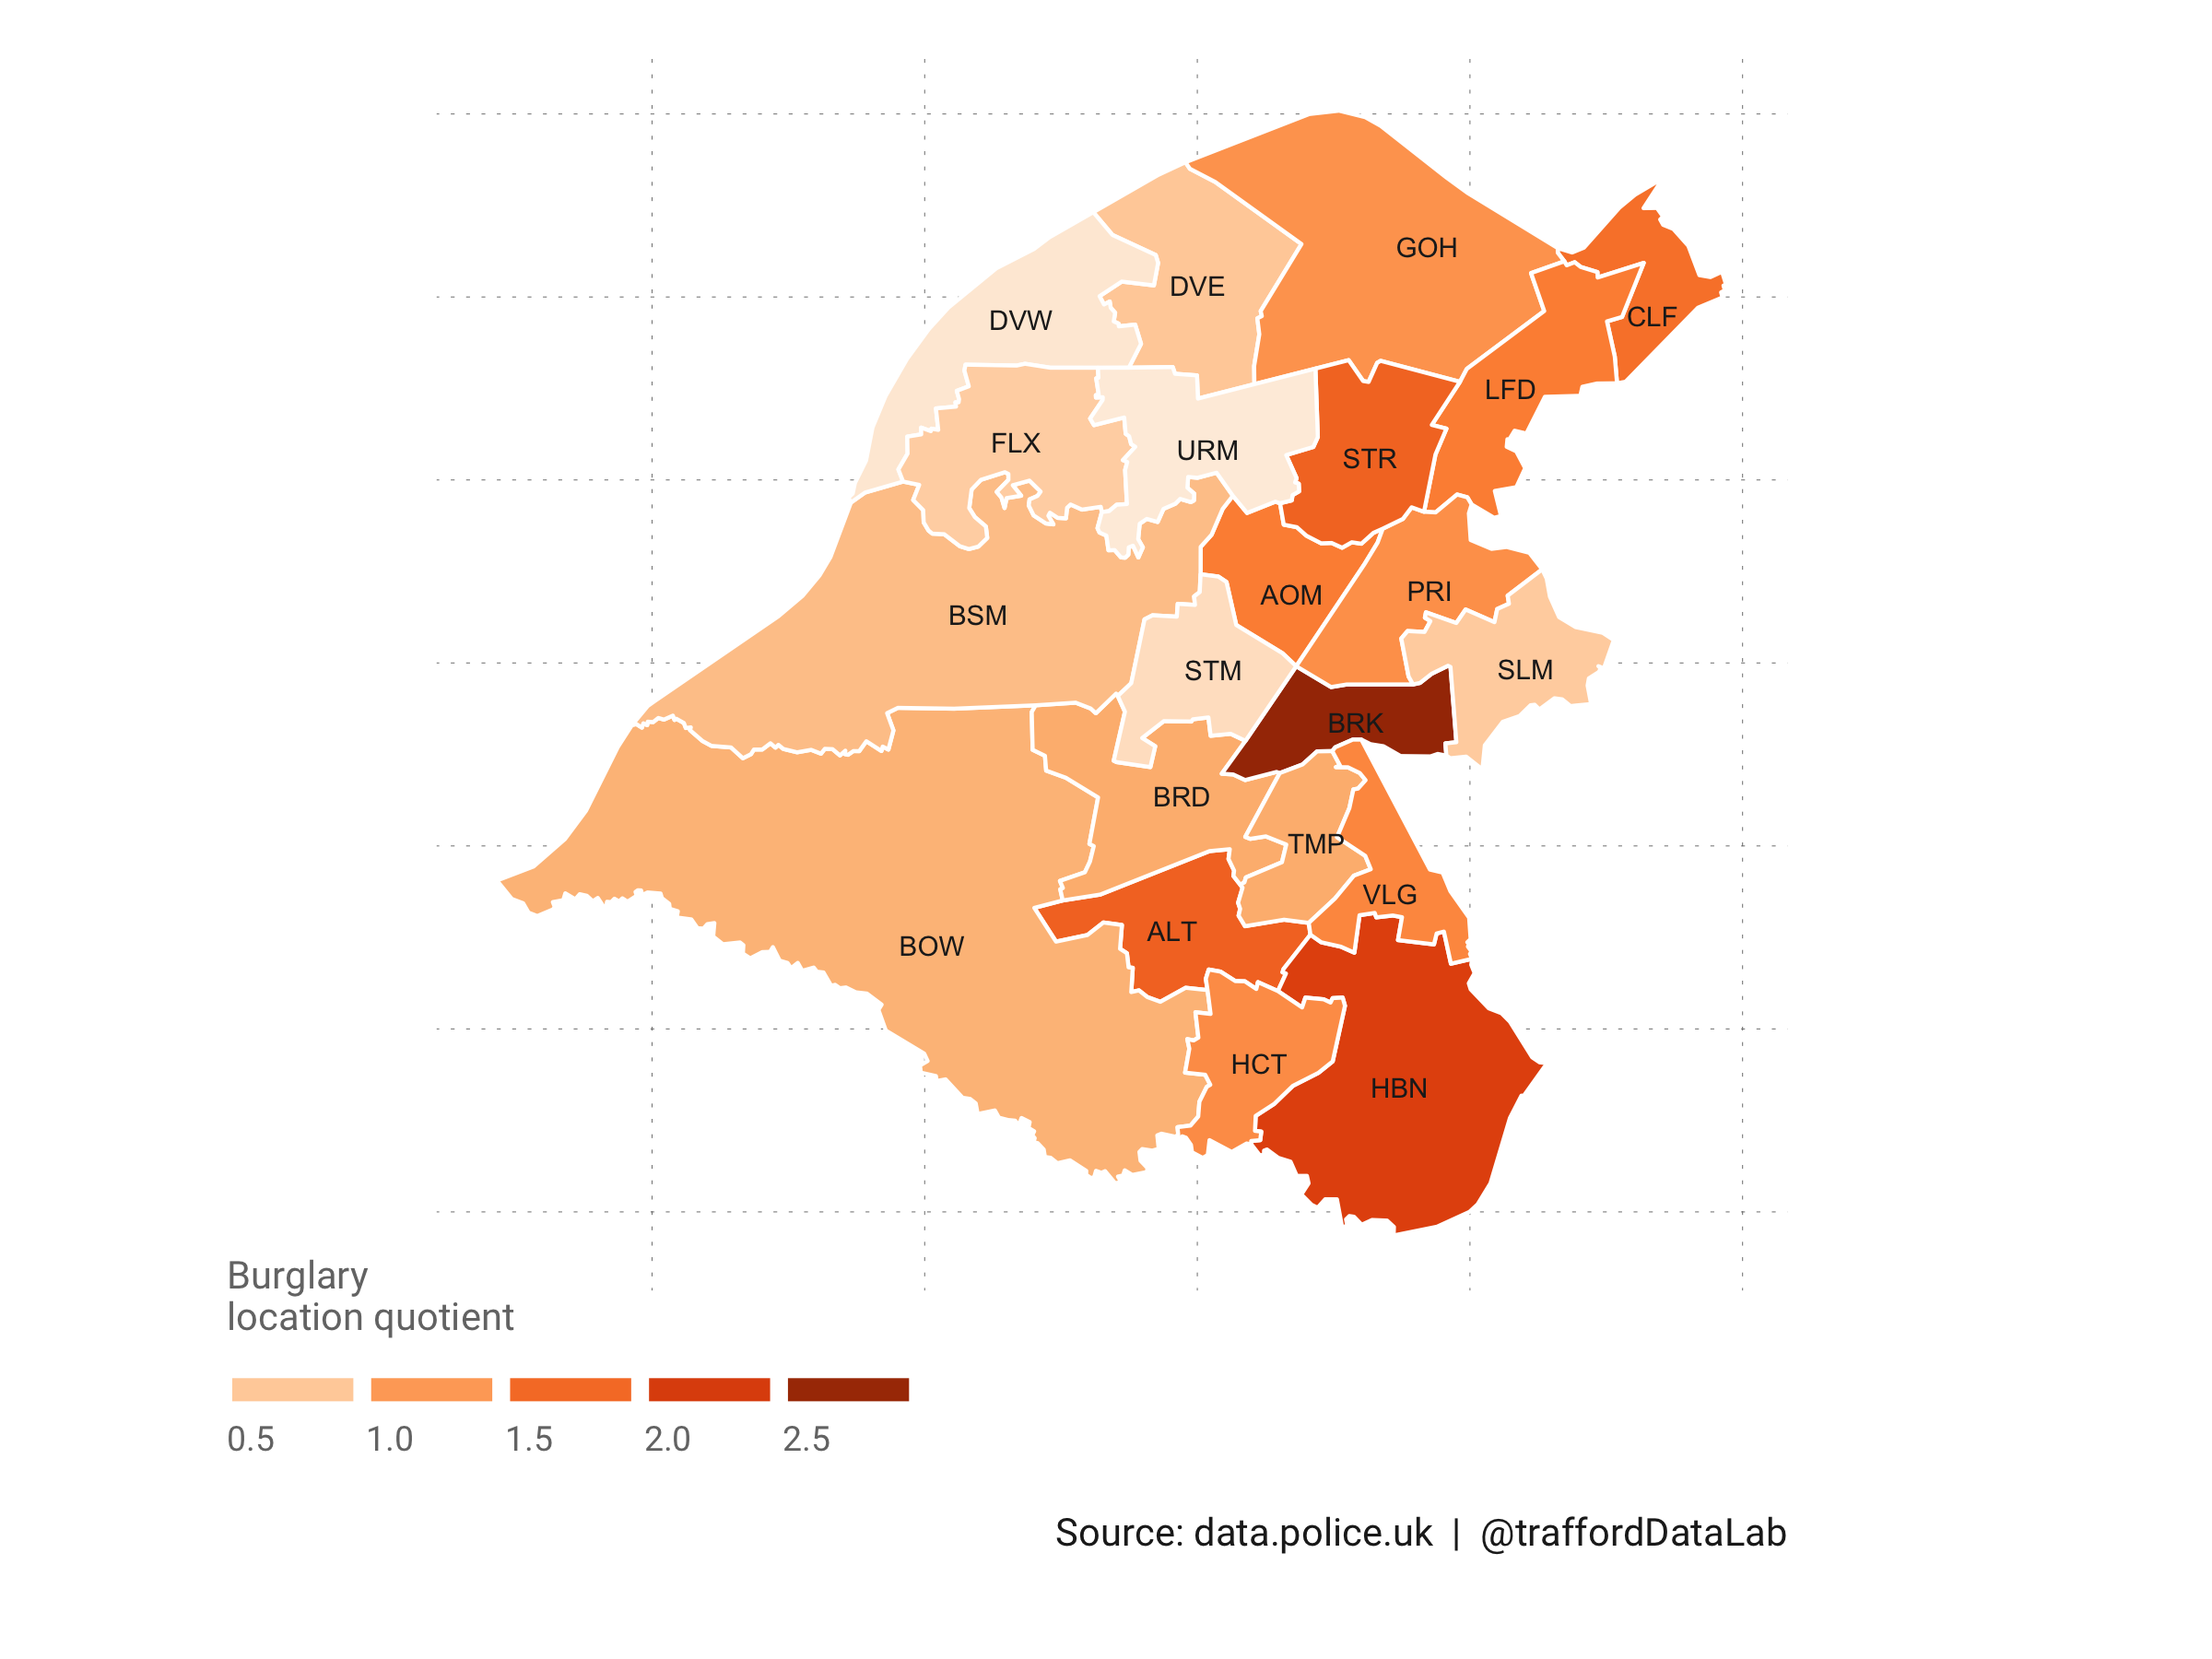 GOH
DVE
DVW
CLF
LFD
FLX
URM
STR
AOM
PRI
BSM
STM
SLM
BRK
BRD
TMP
VLG
ALT
BOW
HCT
HBN
Burglary
location quotient
0.5 1.0 1.5 2.0 2.5
Source: data.police.uk | @traffordDataLab